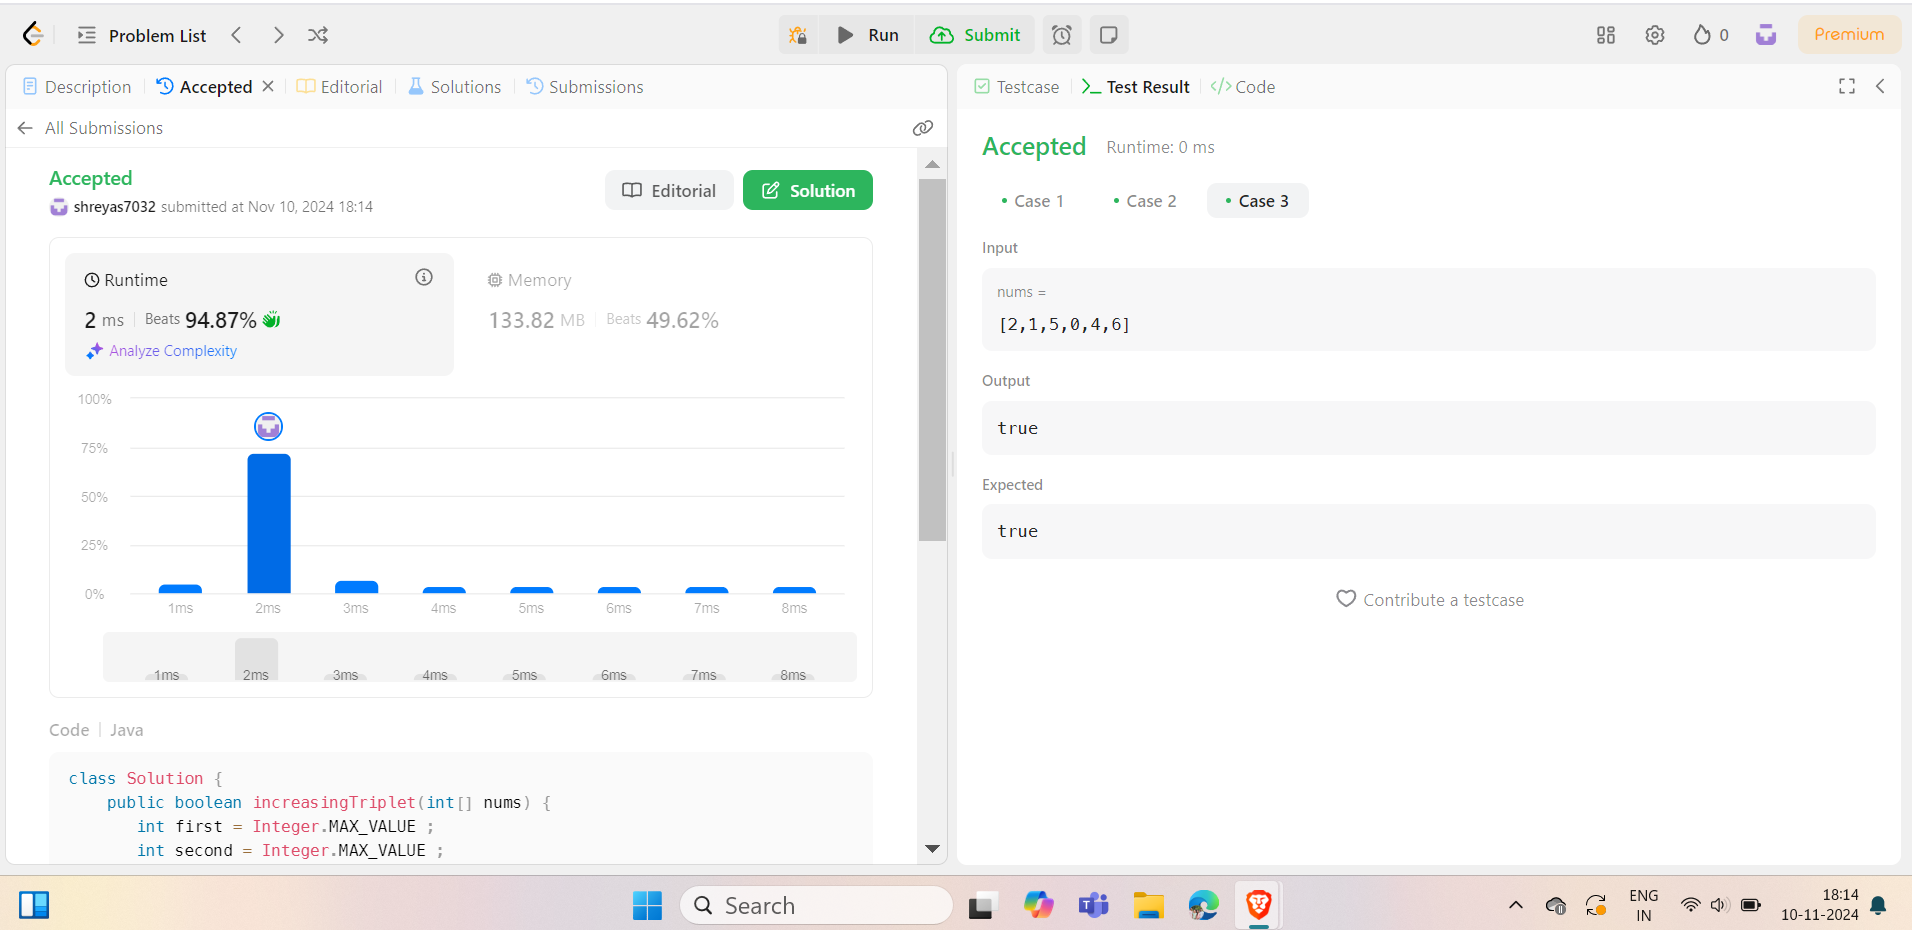 Problem List
Run
Submit
0
Premium
Description
Accepted
Editorial
Solutions
Submissions
All Submissions
Accepted
shreyas7032 submitted at Nov 10, 2024 18:14
Editorial
Solution
Runtime
2 ms
Beats 94.87%
Analyze Complexity
Memory
133.82 MB
Beats 49.62%
100%
75%
50%
25%
0%
1ms 2ms 3ms 4ms 5ms 6ms 7ms 8ms
1ms 2ms 3ms 4ms 5ms 6ms 7ms 8ms
Code | Java
class Solution {
public boolean increasingTriplet(int[] nums) {
int first = Integer.MAX_VALUE ;
int second = Integer.MAX_VALUE ;
Testcase
Test Result
Code
Accepted Runtime: 0 ms
Case 1
Case 2
Case 3
Input
nums =
[2,1,5,0,4,6]
Output
true
Expected
true
Contribute a testcase
Search
ENG
IN
18:14
10-11-2024